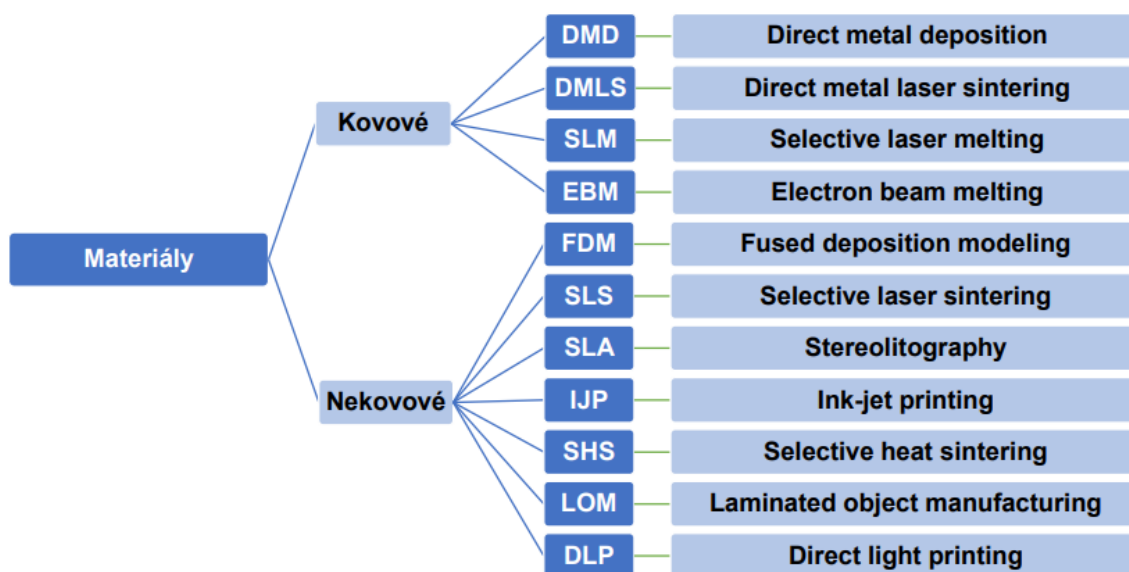 DMD Direct metal deposition
DMLS Direct metal laser sintering
Kovové
SLM Selective laser melting
EBM Electron beam melting
Materiály
FDM Fused deposition modeling
SLS Selective laser sintering
SLA Stereolitography
Nekovové
IJP Ink-jet printing
SHS Selective heat sintering
LOM Laminated object manufacturing
DLP Direct light printing